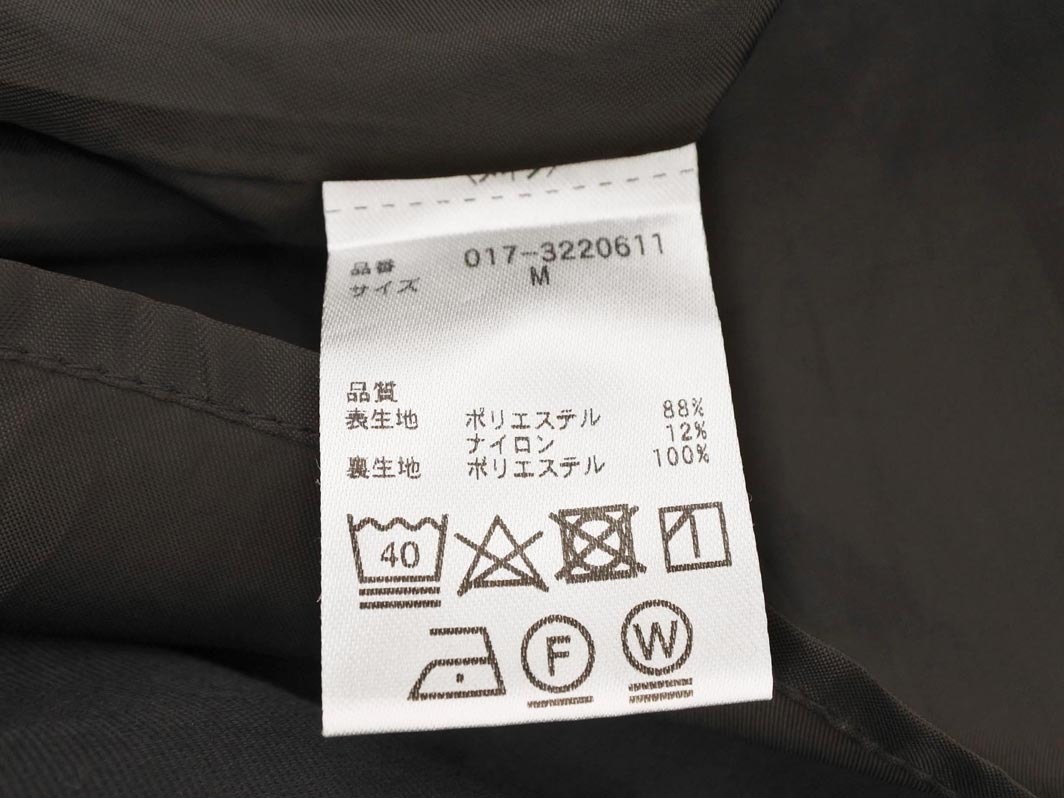 品番 017-3220611
サイズ M
品質
表生地 ポリエステル 88%
ナイロン 12%
裏生地 ポリエステル 100%
40
F W